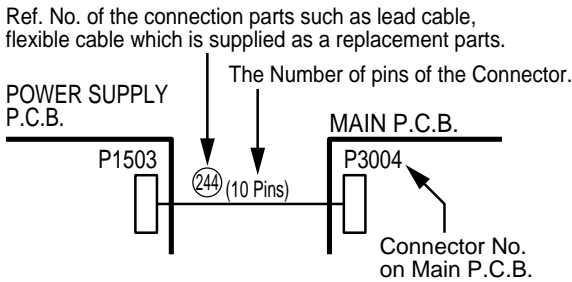 Ref. No. of the connection parts such as lead cable,
flexible cable which is supplied as a replacement parts.
The Number of pins of the Connector.
POWER SUPPLY
P.C.B.
MAIN P.C.B.
P1503
244
(10 Pins)
P3004
Connector No.
on Main P.C.B.